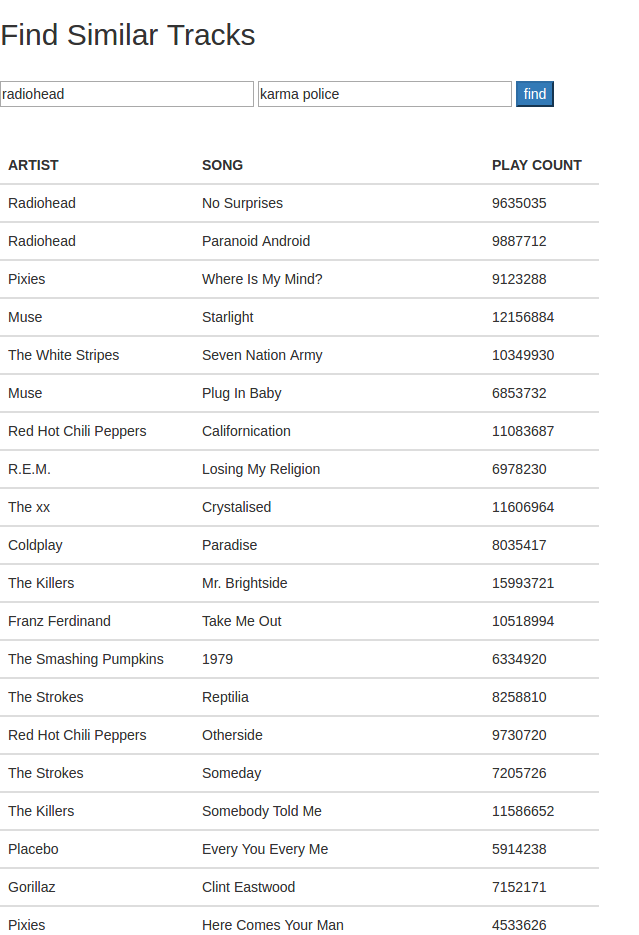 Find Similar Tracks
radiohead karma police find
ARTIST SONG PLAY COUNT
Radiohead No Surprises 9635035
Radiohead Paranoid Android 9887712
Pixies Where Is My Mind? 9123288
Muse Starlight 12156884
The White Stripes Seven Nation Army 10349930
Muse Plug In Baby 6853732
Red Hot Chili Peppers Californication 11083687
R.E.M. Losing My Religion 6978230
The xx Crystalised 11606964
Coldplay Paradise 8035417
The Killers Mr. Brightside 15993721
Franz Ferdinand Take Me Out 10518994
The Smashing Pumpkins 1979 6334920
The Strokes Reptilia 8258810
Red Hot Chili Peppers Otherside 9730720
The Strokes Someday 7205726
The Killers Somebody Told Me 11586652
Placebo Every You Every Me 5914238
Gorillaz Clint Eastwood 7152171
Pixies Here Comes Your Man 4533626